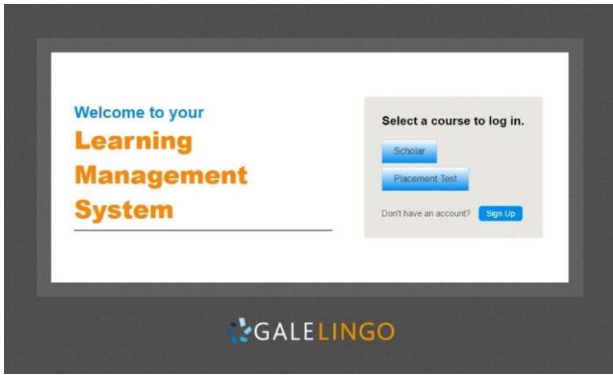 Welcome to your
Learning
Management
System
Select a course to log in.
Scholar
Placement Test
Don't have an account? Sign Up
GALELINGO